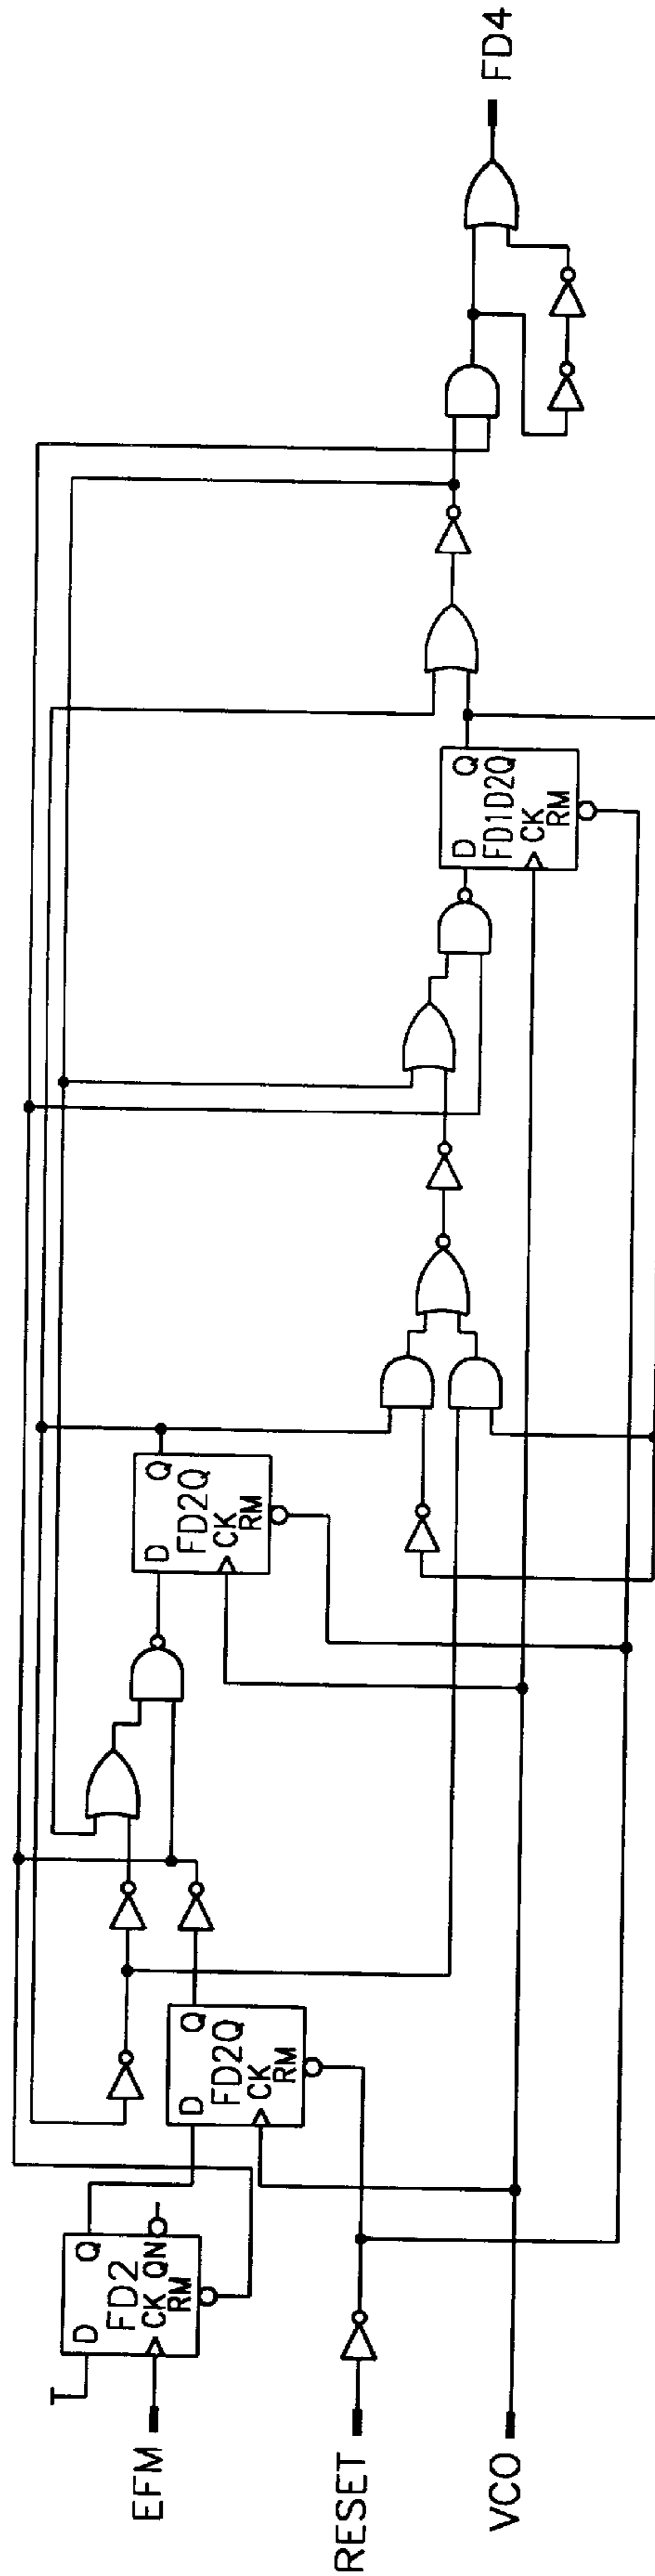 EFM
RESET
VCO
D
Q
FD2
CK
QN
RM
D
Q
FD2Q
CK
RM
D
Q
FD2Q
CK
RM
D
Q
FD1D2Q
CK
RM
FD4